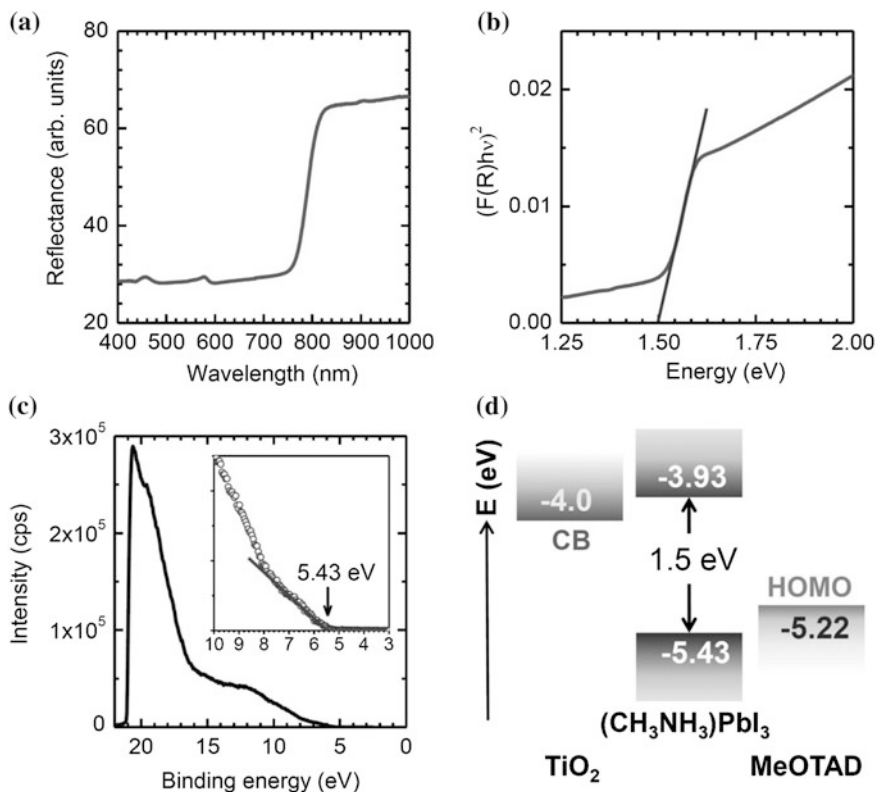 (a)
80
60
40
20
Reflectance (arb. units)
400 500 600 700 800 900 1000
Wavelength (nm)
(b)
0.02
0.01
0.00
(F(R)hν)²
1.25 1.50 1.75 2.00
Energy (eV)
(c)
3x10⁵
2x10⁵
1x10⁵
0
Intensity (cps)
5.43 eV
10 9 8 7 6 5 4 3
20 15 10 5 0
Binding energy (eV)
(d)
E (eV)
-4.0
CB
-3.93
1.5 eV
HOMO
-5.22
-5.43
(CH₃NH₃)PbI₃
TiO₂
MeOTAD